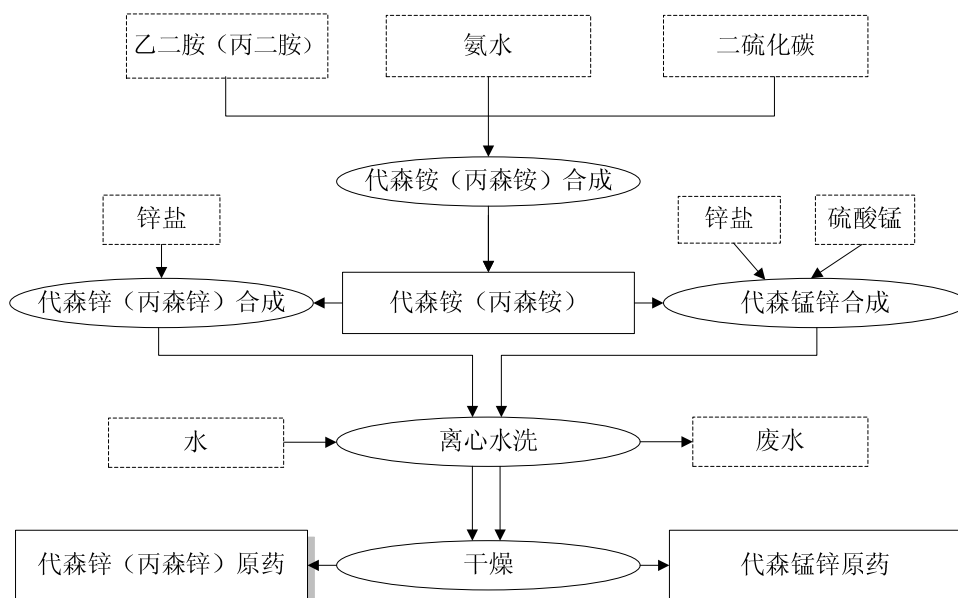 乙二胺（丙二胺）
氨水
二硫化碳
代森铵（丙森铵）合成
锌盐
锌盐
硫酸锰
代森锌（丙森锌）合成
代森铵（丙森铵）
代森锰锌合成
水
离心水洗
废水
代森锌（丙森锌）原药
干燥
代森锰锌原药